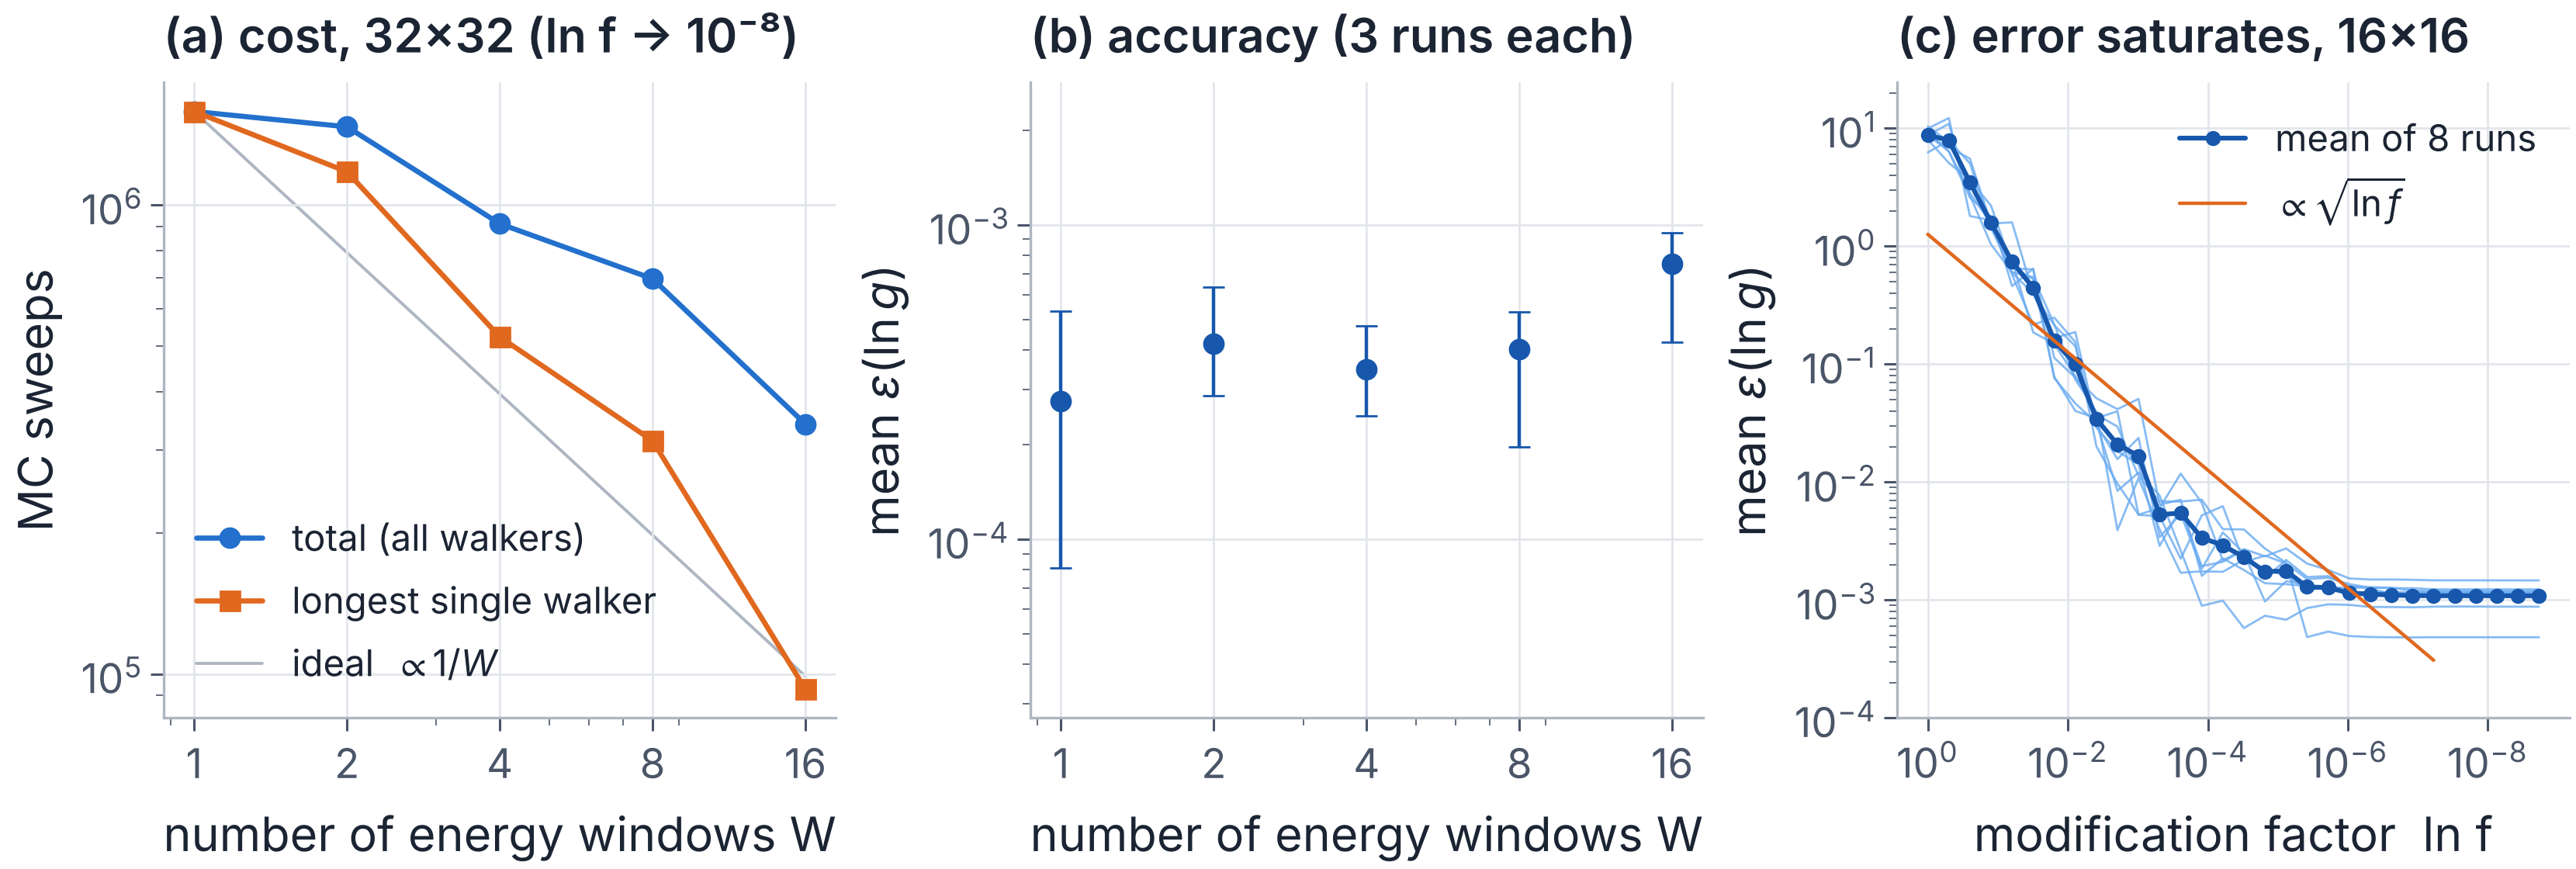 (a) cost, 32×32 (ln f → 10⁻⁸)
MC sweeps
10⁶
10⁵
total (all walkers)
longest single walker
ideal ∝1/W
1 2 4 8 16
number of energy windows W
(b) accuracy (3 runs each)
mean ε(ln g)
10⁻³
10⁻⁴
1 2 4 8 16
number of energy windows W
(c) error saturates, 16×16
mean ε(ln g)
10¹
10⁰
10⁻¹
10⁻²
10⁻³
10⁻⁴
mean of 8 runs
∝ √ln f
10⁰ 10⁻² 10⁻⁴ 10⁻⁶ 10⁻⁸
modification factor ln f